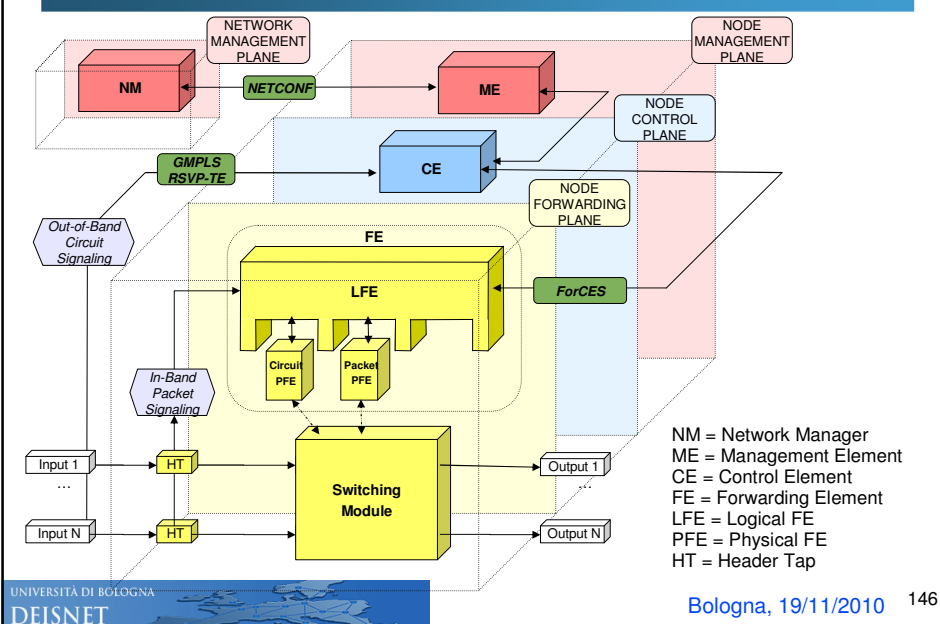 NETWORK
MANAGEMENT
PLANE
NODE
MANAGEMENT
PLANE
NM
NETCONF
ME
NODE
CONTROL
PLANE
GMPLS
RSVP-TE
CE
NODE
FORWARDING
PLANE
Out-of-Band
Circuit
Signaling
FE
LFE
ForCES
Circuit
PFE
Packet
PFE
In-Band
Packet
Signaling
Input 1
HT
Output 1
...
...
Switching
Module
Input N
HT
Output N
NM = Network Manager
ME = Management Element
CE = Control Element
FE = Forwarding Element
LFE = Logical FE
PFE = Physical FE
HT = Header Tap
UNIVERSITÀ DI BOLOGNA
DEISNET
Bologna, 19/11/2010
146